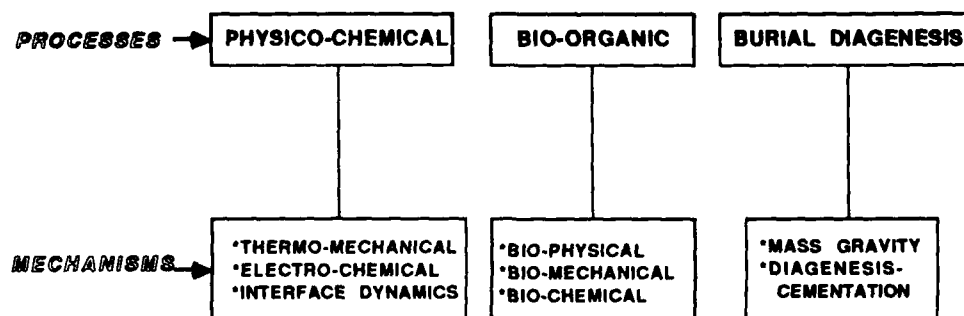 PROCESSES
PHYSICO-CHEMICAL
BIO-ORGANIC
BURIAL DIAGENESIS
MECHANISMS
*THERMO-MECHANICAL
*ELECTRO-CHEMICAL
*INTERFACE DYNAMICS
*BIO-PHYSICAL
*BIO-MECHANICAL
*BIO-CHEMICAL
*MASS GRAVITY
*DIAGENESIS-
CEMENTATION